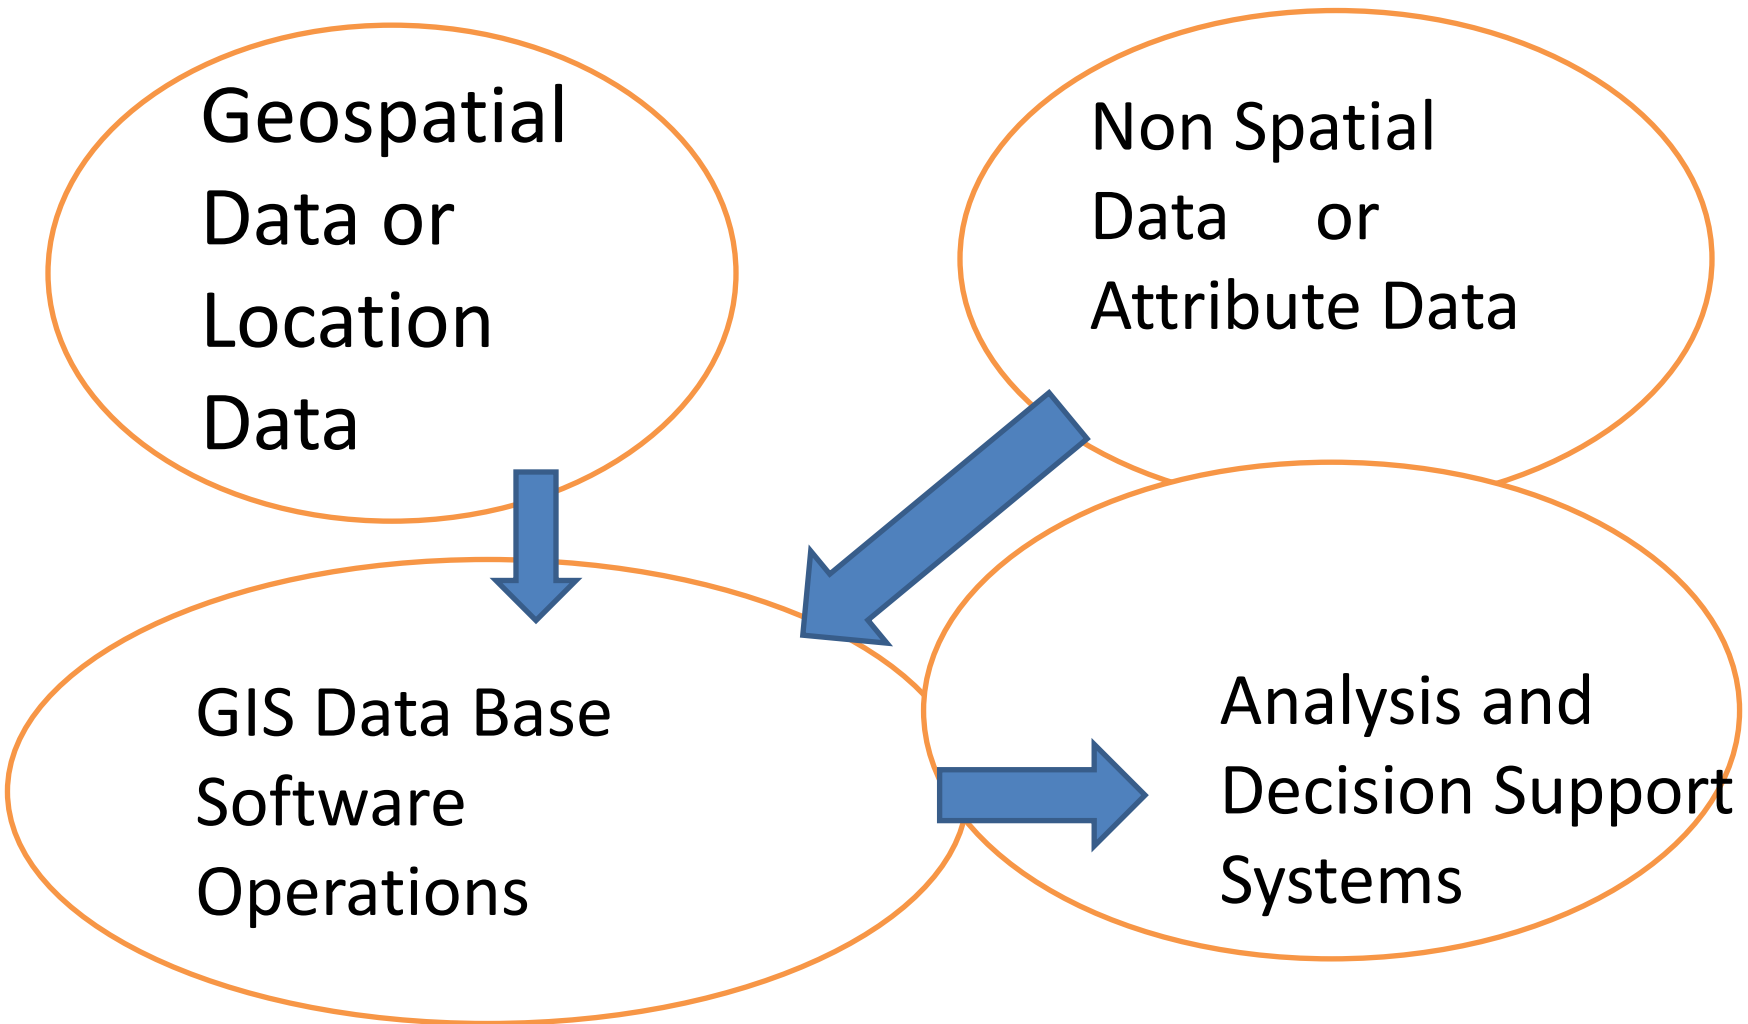 Geospatial
Data or
Location
Data
Non Spatial
Data or
Attribute Data
GIS Data Base
Software
Operations
Analysis and
Decision Support
Systems